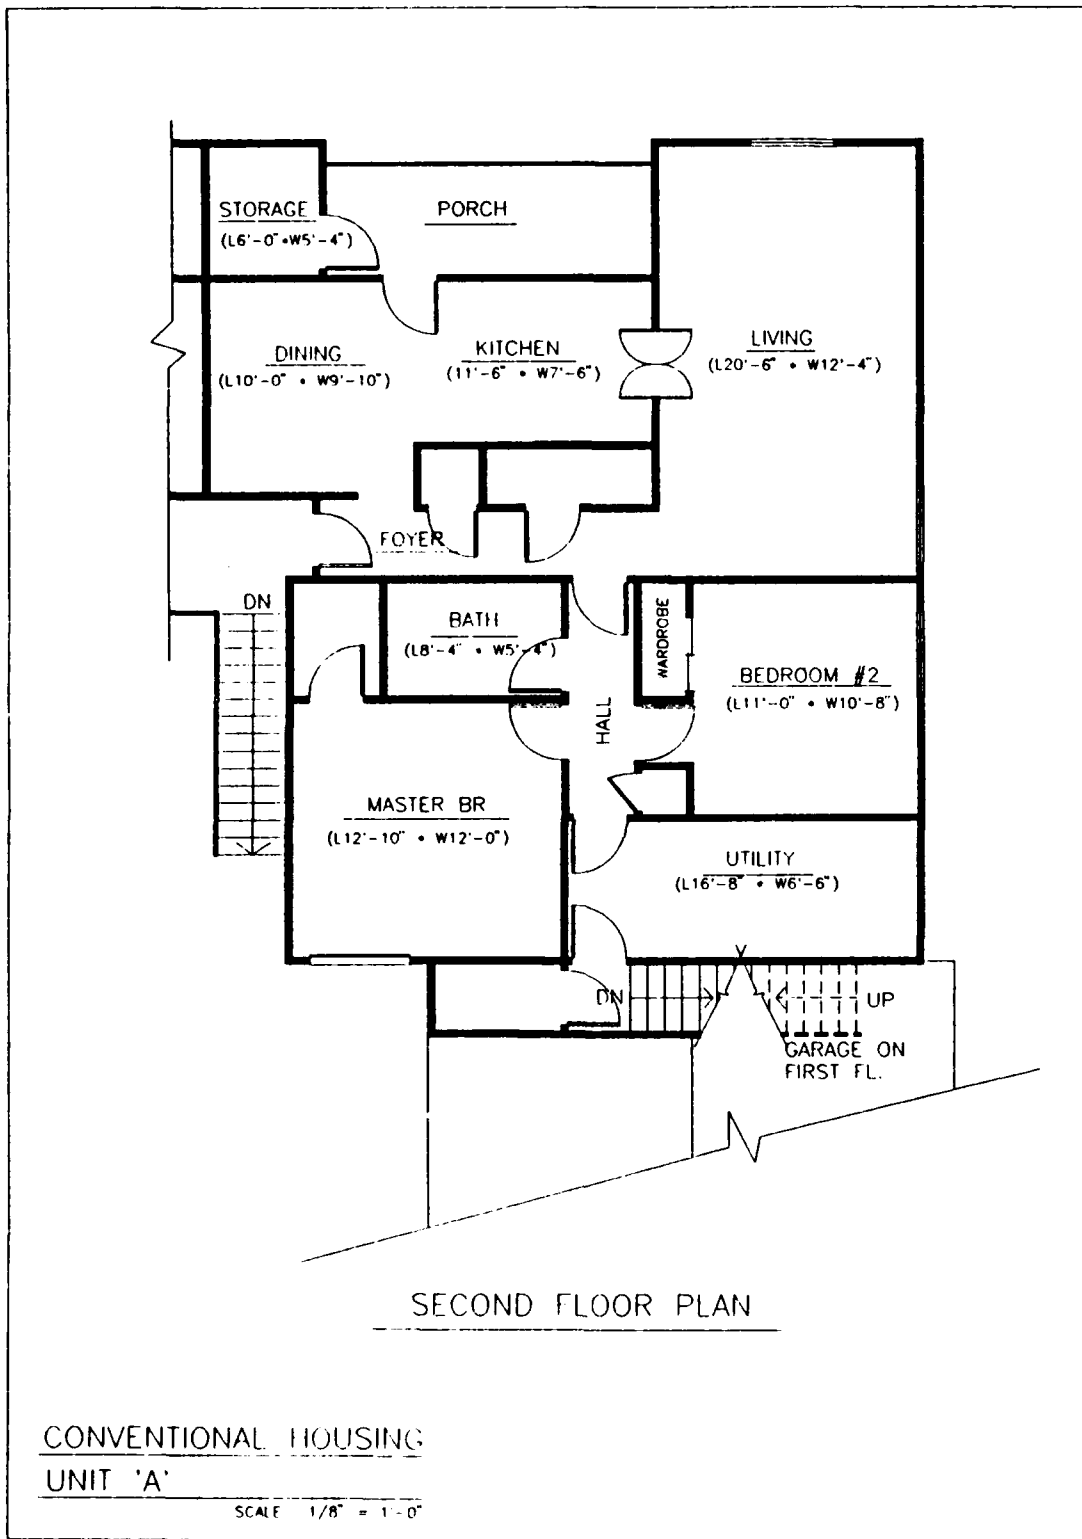 STORAGE
(L6'-0" • W5'-4")
PORCH
DINING
(L10'-0" • W9'-10")
KITCHEN
(11'-6" • W7'-6")
LIVING
(L20'-6" • W12'-4")
FOYER
DN
BATH
(L8'-4" • W5'-4")
WARDROBE
BEDROOM #2
(L11'-0" • W10'-8")
HALL
MASTER BR
(L12'-10" • W12'-0")
UTILITY
(L16'-8" • W6'-6")
DN
UP
GARAGE ON
FIRST FL.
SECOND FLOOR PLAN
CONVENTIONAL HOUSING
UNIT 'A'
SCALE 1/8" = 1'-0"